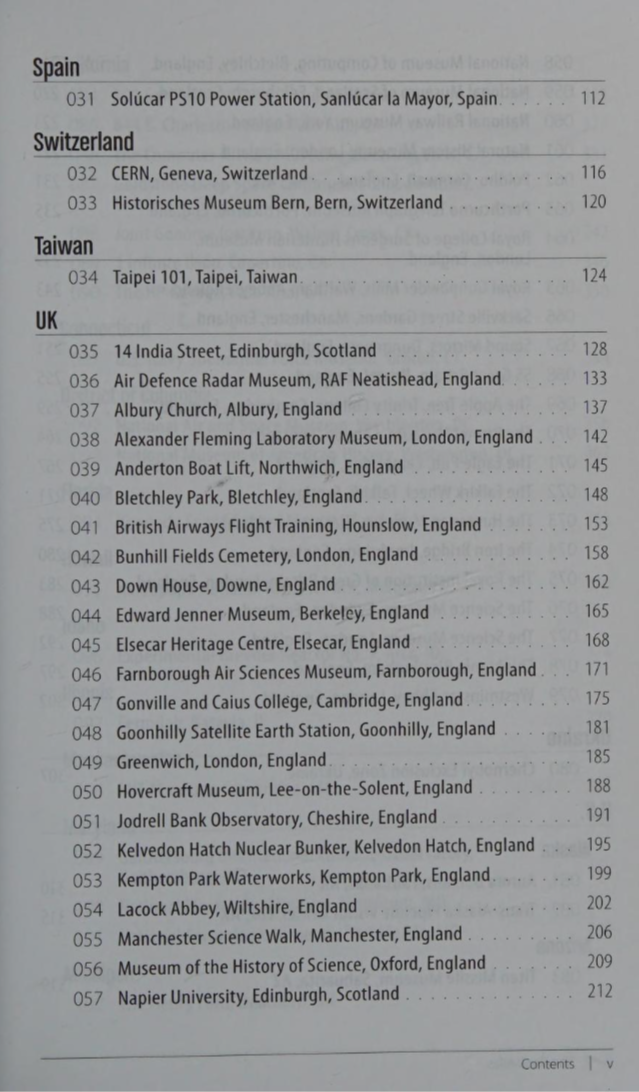 Spain
031 Solúcar PS10 Power Station, Sanlúcar la Mayor, Spain . . . . . . 112
Switzerland
032 CERN, Geneva, Switzerland . . . . . . . . . . . . . . . . . . 116
033 Historisches Museum Bern, Bern, Switzerland . . . . . . . . . 120
Taiwan
034 Taipei 101, Taipei, Taiwan . . . . . . . . . . . . . . . . . . . 124
UK
035 14 India Street, Edinburgh, Scotland . . . . . . . . . . . . . 128
036 Air Defence Radar Museum, RAF Neatishead, England . . . . . 133
037 Albury Church, Albury, England . . . . . . . . . . . . . . . . 137
038 Alexander Fleming Laboratory Museum, London, England . . . 142
039 Anderton Boat Lift, Northwich, England . . . . . . . . . . . 145
040 Bletchley Park, Bletchley, England . . . . . . . . . . . . . . 148
041 British Airways Flight Training, Hounslow, England . . . . . . 153
042 Bunhill Fields Cemetery, London, England . . . . . . . . . . 158
043 Down House, Downe, England . . . . . . . . . . . . . . . . 162
044 Edward Jenner Museum, Berkeley, England . . . . . . . . . . 165
045 Elsecar Heritage Centre, Elsecar, England . . . . . . . . . . . 168
046 Farnborough Air Sciences Museum, Farnborough, England . . . 171
047 Gonville and Caius College, Cambridge, England . . . . . . . . 175
048 Goonhilly Satellite Earth Station, Goonhilly, England . . . . . 181
049 Greenwich, London, England . . . . . . . . . . . . . . . . . 185
050 Hovercraft Museum, Lee-on-the-Solent, England . . . . . . . 188
051 Jodrell Bank Observatory, Cheshire, England . . . . . . . . . 191
052 Kelvedon Hatch Nuclear Bunker, Kelvedon Hatch, England . . . 195
053 Kempton Park Waterworks, Kempton Park, England . . . . . . 199
054 Lacock Abbey, Wiltshire, England . . . . . . . . . . . . . . . 202
055 Manchester Science Walk, Manchester, England . . . . . . . . 206
056 Museum of the History of Science, Oxford, England . . . . . . 209
057 Napier University, Edinburgh, Scotland . . . . . . . . . . . . 212
Contents | v